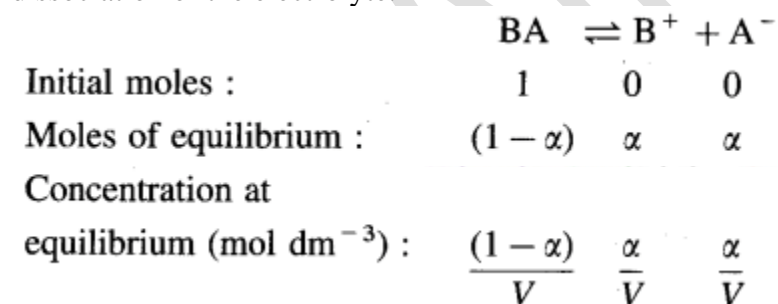 BA ⇌ B⁺ + A⁻
Initial moles : 1 0 0
Moles of equilibrium : (1 − α) α α
Concentration at
equilibrium (mol dm⁻³) : (1 − α)/V α/V α/V